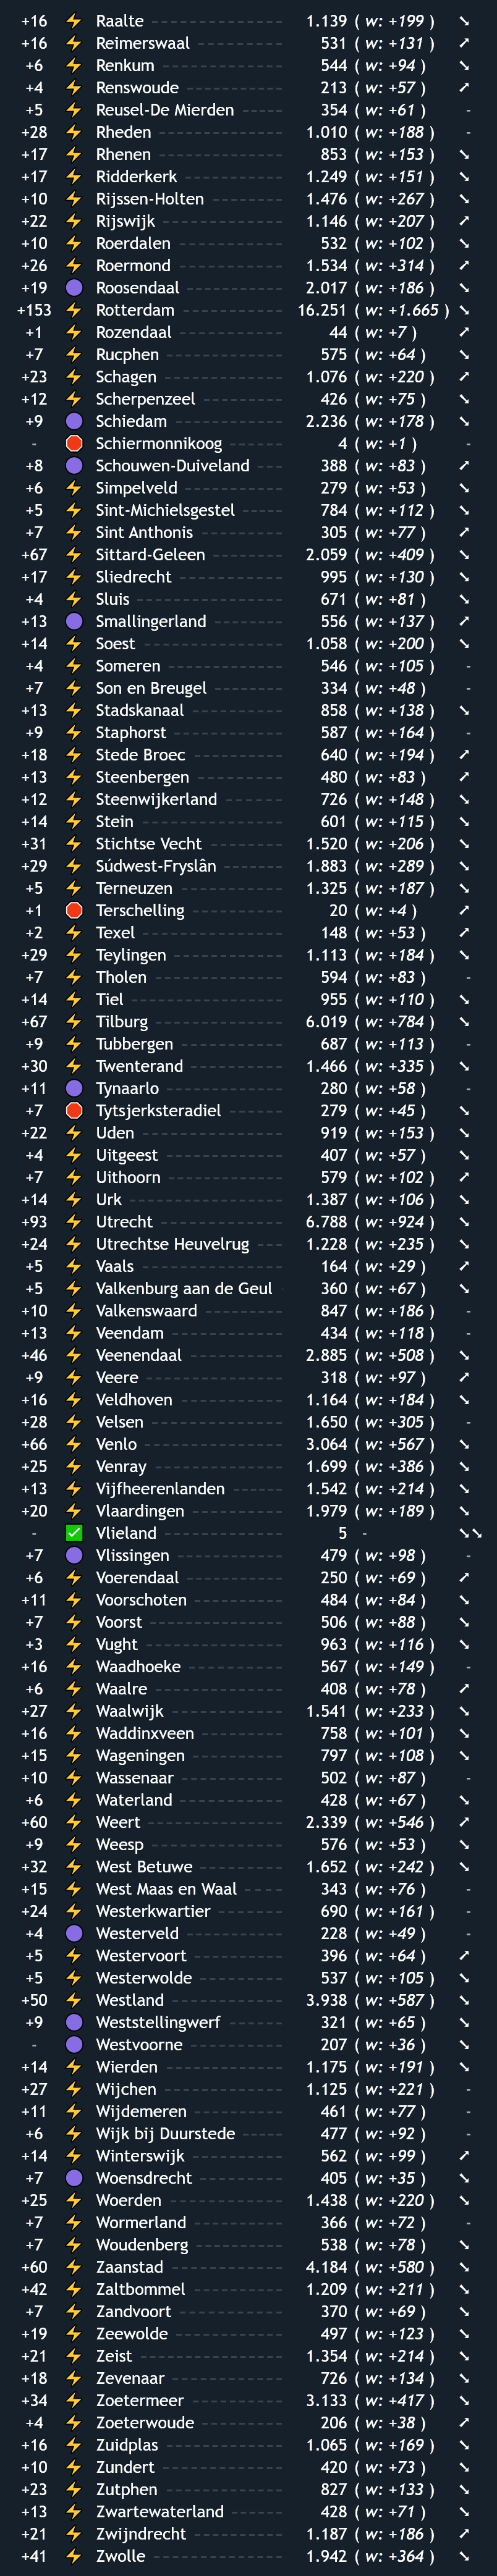 +16 ⚡ Raalte 1.139 ( w: +199 ) ➘
+16 ⚡ Reimerswaal 531 ( w: +131 ) ➚
+6 ⚡ Renkum 544 ( w: +94 ) ➘
+4 ⚡ Renswoude 213 ( w: +57 ) ➚
+5 ⚡ Reusel-De Mierden 354 ( w: +61 ) -
+28 ⚡ Rheden 1.010 ( w: +188 ) -
+17 ⚡ Rhenen 853 ( w: +153 ) ➘
+17 ⚡ Ridderkerk 1.249 ( w: +151 ) ➘
+10 ⚡ Rijssen-Holten 1.476 ( w: +267 ) ➘
+22 ⚡ Rijswijk 1.146 ( w: +207 ) ➚
+10 ⚡ Roerdalen 532 ( w: +102 ) ➘
+26 ⚡ Roermond 1.534 ( w: +314 ) ➚
+19 🟣 Roosendaal 2.017 ( w: +186 ) ➘
+153 ⚡ Rotterdam 16.251 ( w: +1.665 ) ➘
+1 ⚡ Rozendaal 44 ( w: +7 ) ➚
+7 ⚡ Rucphen 575 ( w: +64 ) ➘
+23 ⚡ Schagen 1.076 ( w: +220 ) ➚
+12 ⚡ Scherpenzeel 426 ( w: +75 ) ➘
+9 🟣 Schiedam 2.236 ( w: +178 ) ➘
- 🛑 Schiermonnikoog 4 ( w: +1 ) -
+8 🟣 Schouwen-Duiveland 388 ( w: +83 ) ➚
+6 ⚡ Simpelveld 279 ( w: +53 ) ➘
+5 ⚡ Sint-Michielsgestel 784 ( w: +112 ) ➘
+7 ⚡ Sint Anthonis 305 ( w: +77 ) ➚
+67 ⚡ Sittard-Geleen 2.059 ( w: +409 ) ➘
+17 ⚡ Sliedrecht 995 ( w: +130 ) ➘
+4 ⚡ Sluis 671 ( w: +81 ) ➘
+13 🟣 Smallingerland 556 ( w: +137 ) ➚
+14 ⚡ Soest 1.058 ( w: +200 ) ➘
+4 ⚡ Someren 546 ( w: +105 ) -
+7 ⚡ Son en Breugel 334 ( w: +48 ) -
+13 ⚡ Stadskanaal 858 ( w: +138 ) ➘
+9 ⚡ Staphorst 587 ( w: +164 ) -
+18 ⚡ Stede Broec 640 ( w: +194 ) ➚
+13 ⚡ Steenbergen 480 ( w: +83 ) ➚
+12 ⚡ Steenwijkerland 726 ( w: +148 ) ➘
+14 ⚡ Stein 601 ( w: +115 ) ➘
+31 ⚡ Stichtse Vecht 1.520 ( w: +206 ) ➘
+29 ⚡ Súdwest-Fryslân 1.883 ( w: +289 ) ➘
+5 ⚡ Terneuzen 1.325 ( w: +187 ) ➘
+1 🛑 Terschelling 20 ( w: +4 ) ➚
+2 ⚡ Texel 148 ( w: +53 ) ➚
+29 ⚡ Teylingen 1.113 ( w: +184 ) ➘
+7 ⚡ Tholen 594 ( w: +83 ) -
+14 ⚡ Tiel 955 ( w: +110 ) ➘
+67 ⚡ Tilburg 6.019 ( w: +784 ) ➘
+9 ⚡ Tubbergen 687 ( w: +113 ) -
+30 ⚡ Twenterand 1.466 ( w: +335 ) ➘
+11 🟣 Tynaarlo 280 ( w: +58 ) -
+7 🛑 Tytsjerksteradiel 279 ( w: +45 ) ➘
+22 ⚡ Uden 919 ( w: +153 ) ➘
+4 ⚡ Uitgeest 407 ( w: +57 ) ➘
+7 ⚡ Uithoorn 579 ( w: +102 ) ➚
+14 ⚡ Urk 1.387 ( w: +106 ) ➘
+93 ⚡ Utrecht 6.788 ( w: +924 ) ➘
+24 ⚡ Utrechtse Heuvelrug 1.228 ( w: +235 ) ➘
+5 ⚡ Vaals 164 ( w: +29 ) ➚
+5 ⚡ Valkenburg aan de Geul 360 ( w: +67 ) ➘
+10 ⚡ Valkenswaard 847 ( w: +186 ) -
+13 ⚡ Veendam 434 ( w: +118 ) -
+46 ⚡ Veenendaal 2.885 ( w: +508 ) ➘
+9 ⚡ Veere 318 ( w: +97 ) ➚
+16 ⚡ Veldhoven 1.164 ( w: +184 ) ➘
+28 ⚡ Velsen 1.650 ( w: +305 ) -
+66 ⚡ Venlo 3.064 ( w: +567 ) ➘
+25 ⚡ Venray 1.699 ( w: +386 ) ➘
+13 ⚡ Vijfheerenlanden 1.542 ( w: +214 ) ➘
+20 ⚡ Vlaardingen 1.979 ( w: +189 ) ➘
- ✅ Vlieland 5 - ➘➘
+7 🟣 Vlissingen 479 ( w: +98 ) -
+6 ⚡ Voerendaal 250 ( w: +69 ) ➚
+11 ⚡ Voorschoten 484 ( w: +84 ) ➘
+7 ⚡ Voorst 506 ( w: +88 ) ➘
+3 ⚡ Vught 963 ( w: +116 ) ➘
+16 ⚡ Waadhoeke 567 ( w: +149 ) -
+6 ⚡ Waalre 408 ( w: +78 ) ➚
+27 ⚡ Waalwijk 1.541 ( w: +233 ) ➘
+16 ⚡ Waddinxveen 758 ( w: +101 ) ➘
+15 ⚡ Wageningen 797 ( w: +108 ) ➘
+10 ⚡ Wassenaar 502 ( w: +87 ) -
+6 ⚡ Waterland 428 ( w: +67 ) ➘
+60 ⚡ Weert 2.339 ( w: +546 ) ➚
+9 ⚡ Weesp 576 ( w: +53 ) ➘
+32 ⚡ West Betuwe 1.652 ( w: +242 ) ➘
+15 ⚡ West Maas en Waal 343 ( w: +76 ) -
+24 ⚡ Westerkwartier 690 ( w: +161 ) -
+4 🟣 Westerveld 228 ( w: +49 ) -
+5 ⚡ Westervoort 396 ( w: +64 ) ➚
+5 ⚡ Westerwolde 537 ( w: +105 ) ➘
+50 ⚡ Westland 3.938 ( w: +587 ) ➘
+9 🟣 Weststellingwerf 321 ( w: +65 ) ➘
- 🟣 Westvoorne 207 ( w: +36 ) ➘
+14 ⚡ Wierden 1.175 ( w: +191 ) ➘
+27 ⚡ Wijchen 1.125 ( w: +221 ) -
+11 ⚡ Wijdemeren 461 ( w: +77 ) -
+6 ⚡ Wijk bij Duurstede 477 ( w: +92 ) -
+14 ⚡ Winterswijk 562 ( w: +99 ) ➚
+7 🟣 Woensdrecht 405 ( w: +35 ) ➘
+25 ⚡ Woerden 1.438 ( w: +220 ) ➘
+7 ⚡ Wormerland 366 ( w: +72 ) -
+7 ⚡ Woudenberg 538 ( w: +78 ) ➘
+60 ⚡ Zaanstad 4.184 ( w: +580 ) ➘
+42 ⚡ Zaltbommel 1.209 ( w: +211 ) ➘
+7 ⚡ Zandvoort 370 ( w: +69 ) ➘
+19 ⚡ Zeewolde 497 ( w: +123 ) ➘
+21 ⚡ Zeist 1.354 ( w: +214 ) ➘
+18 ⚡ Zevenaar 726 ( w: +134 ) ➘
+34 ⚡ Zoetermeer 3.133 ( w: +417 ) ➘
+4 ⚡ Zoeterwoude 206 ( w: +38 ) ➚
+16 ⚡ Zuidplas 1.065 ( w: +169 ) ➘
+10 ⚡ Zundert 420 ( w: +73 ) ➘
+23 ⚡ Zutphen 827 ( w: +133 ) ➘
+13 ⚡ Zwartewaterland 428 ( w: +71 ) ➘
+21 ⚡ Zwijndrecht 1.187 ( w: +186 ) ➚
+41 ⚡ Zwolle 1.942 ( w: +364 ) ➘